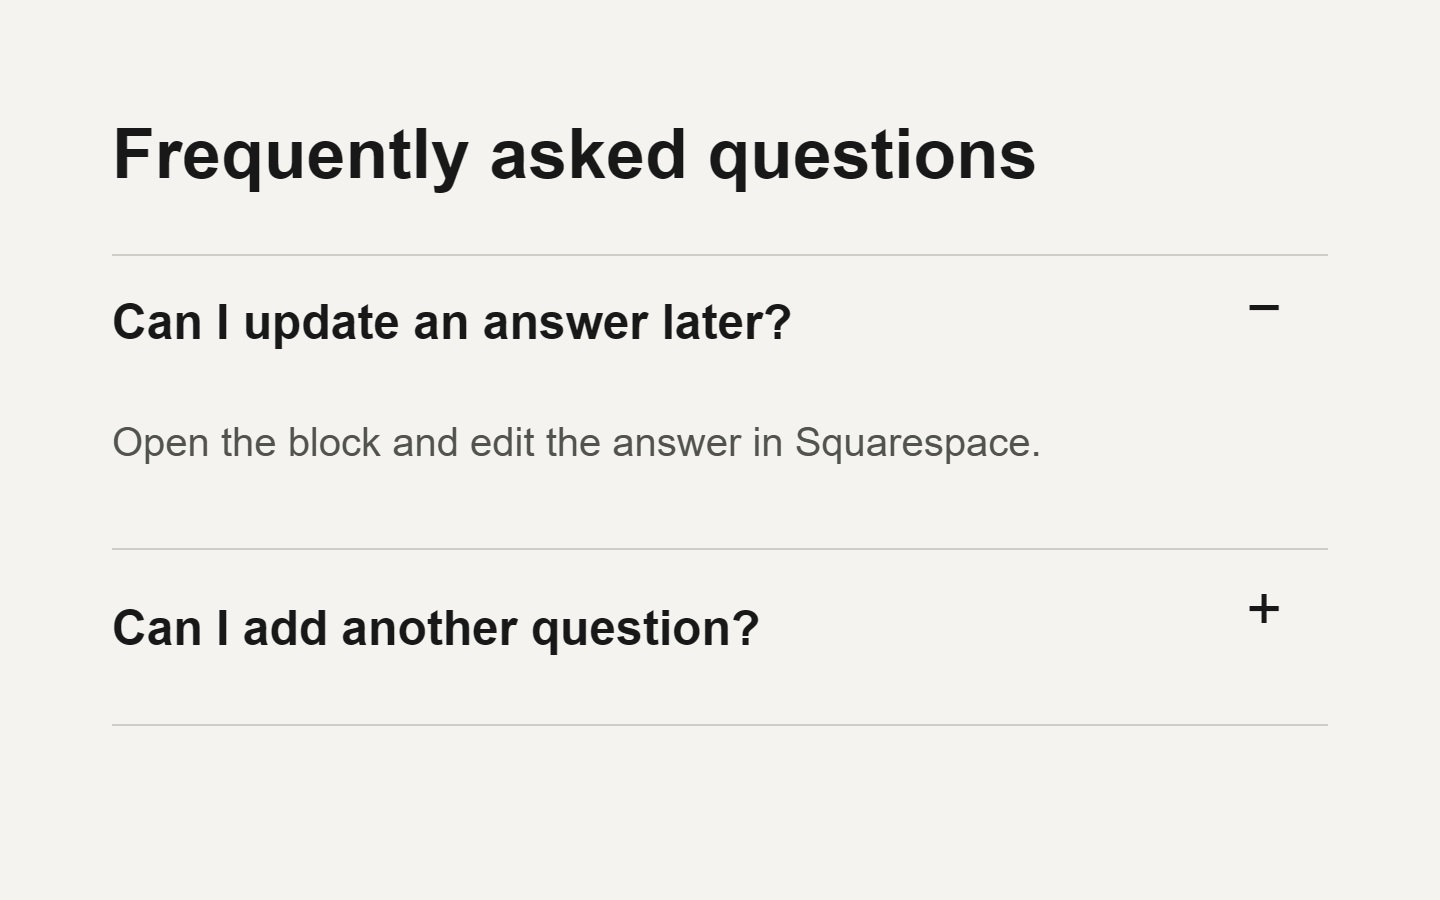 Frequently asked questions
Can I update an answer later? −
Open the block and edit the answer in Squarespace.
Can I add another question? +